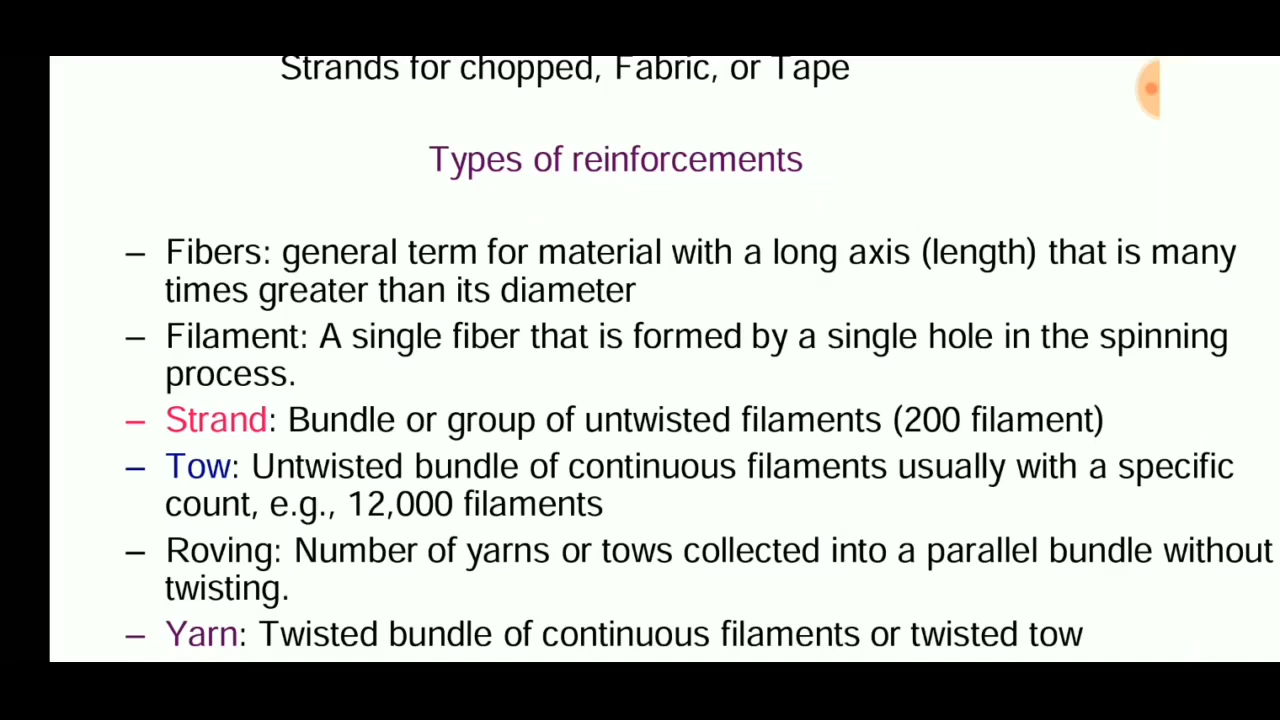 Strands for chopped, Fabric, or Tape
Types of reinforcements
– Fibers: general term for material with a long axis (length) that is many
times greater than its diameter
– Filament: A single fiber that is formed by a single hole in the spinning
process.
– Strand: Bundle or group of untwisted filaments (200 filament)
– Tow: Untwisted bundle of continuous filaments usually with a specific
count, e.g., 12,000 filaments
– Roving: Number of yarns or tows collected into a parallel bundle without
twisting.
– Yarn: Twisted bundle of continuous filaments or twisted tow